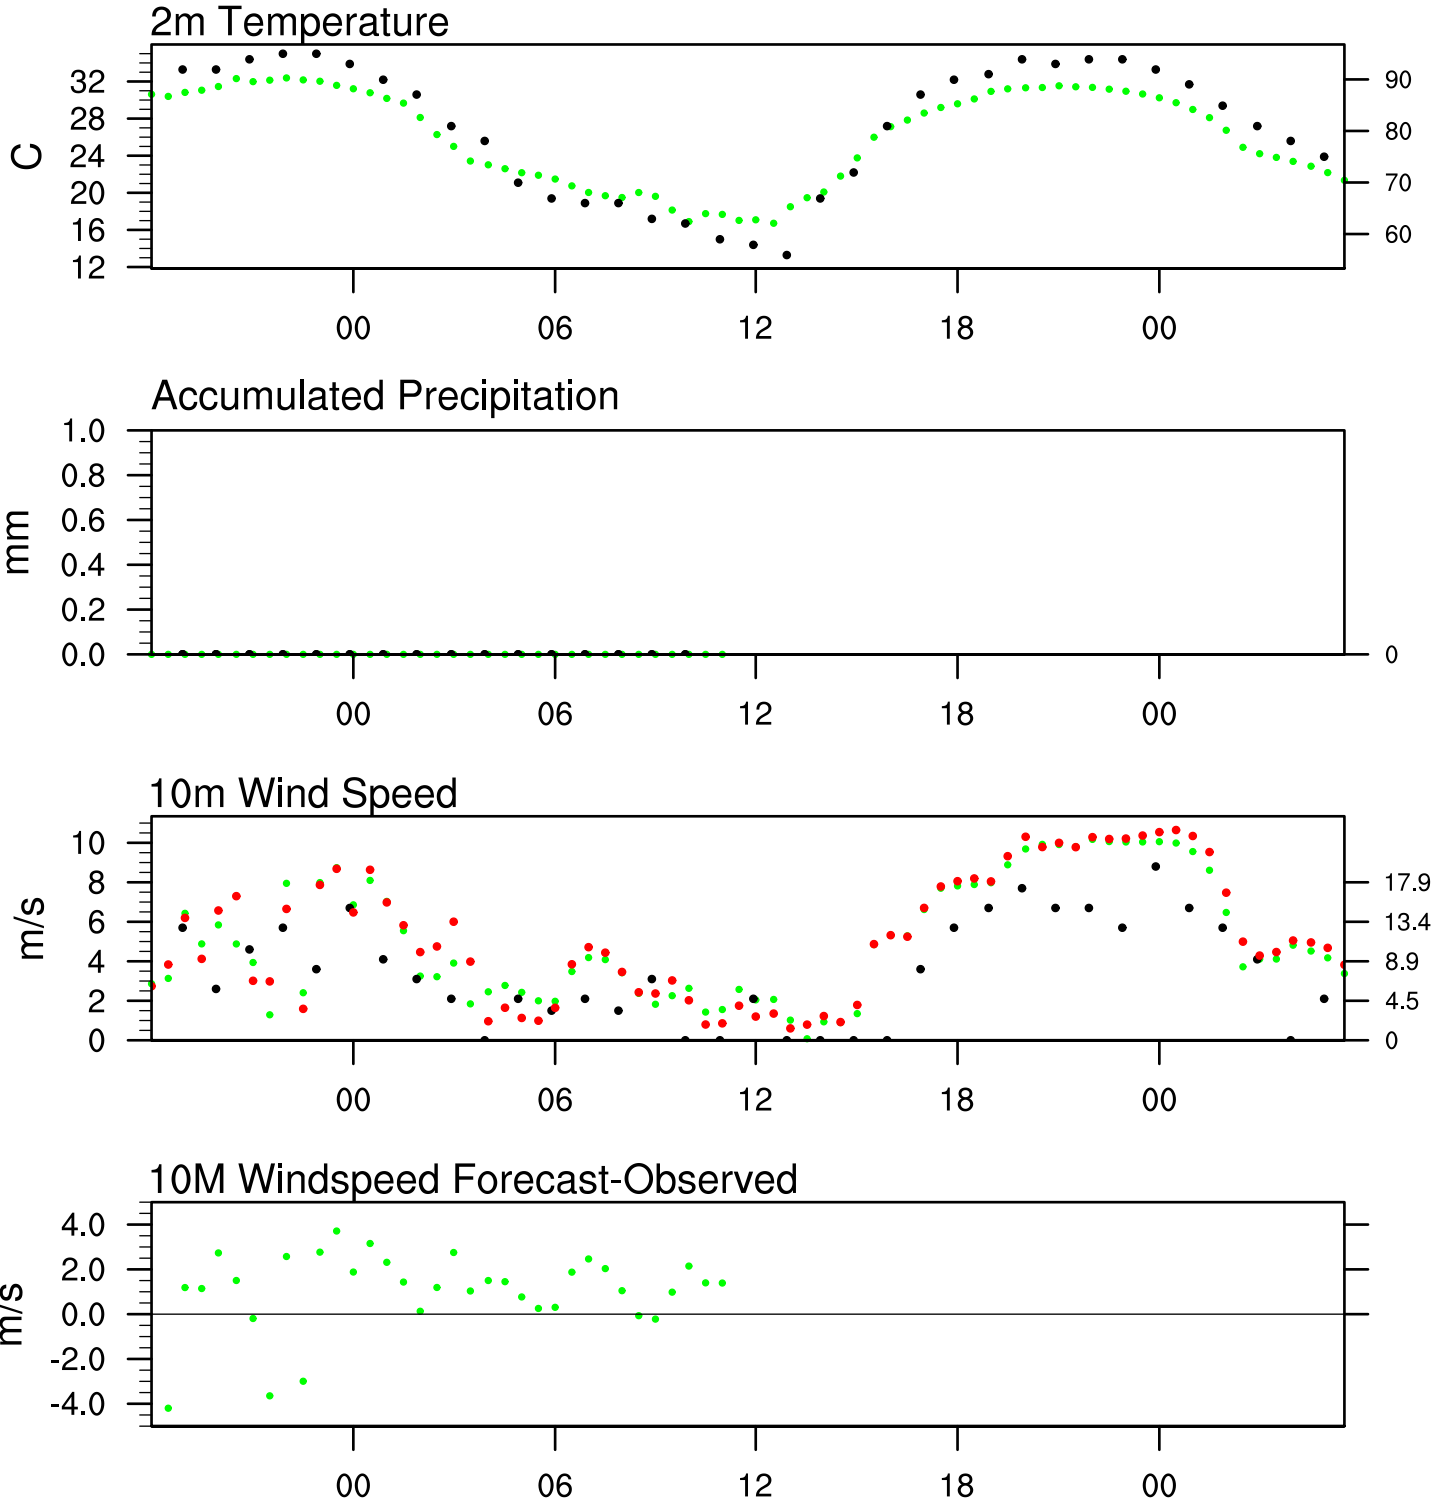 2m Temperature
C
32
28
24
20
16
12
90
80
70
60
00 06 12 18 00
Accumulated Precipitation
mm
1.0
0.8
0.6
0.4
0.2
0.0
0
00 06 12 18 00
10m Wind Speed
m/s
10
8
6
4
2
0
17.9
13.4
8.9
4.5
0
00 06 12 18 00
10M Windspeed Forecast-Observed
m/s
4.0
2.0
0.0
-2.0
-4.0
00 06 12 18 00